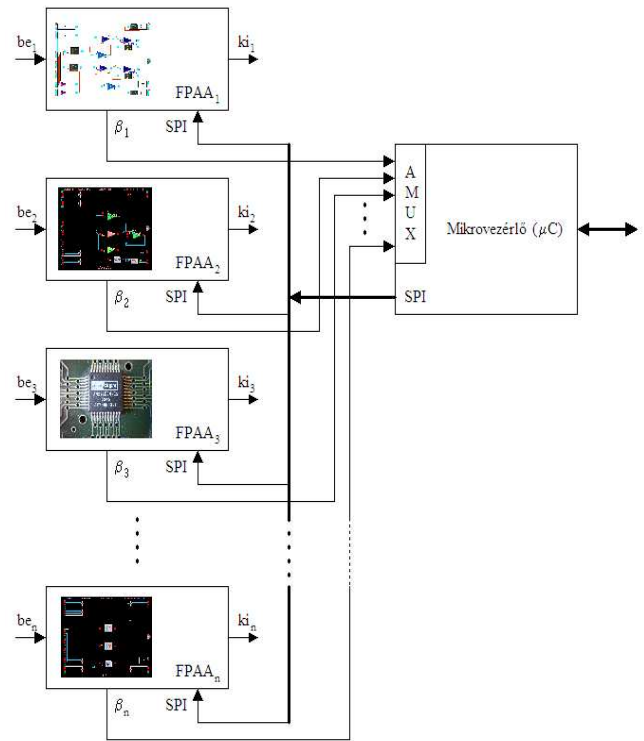 be₁
ki₁
FPAA₁
β₁
SPI
be₂
ki₂
FPAA₂
β₂
SPI
be₃
ki₃
FPAA₃
β₃
SPI
beₙ
kiₙ
FPAAₙ
βₙ
SPI
A
M
U
X
Mikrovezérlő (μC)
SPI